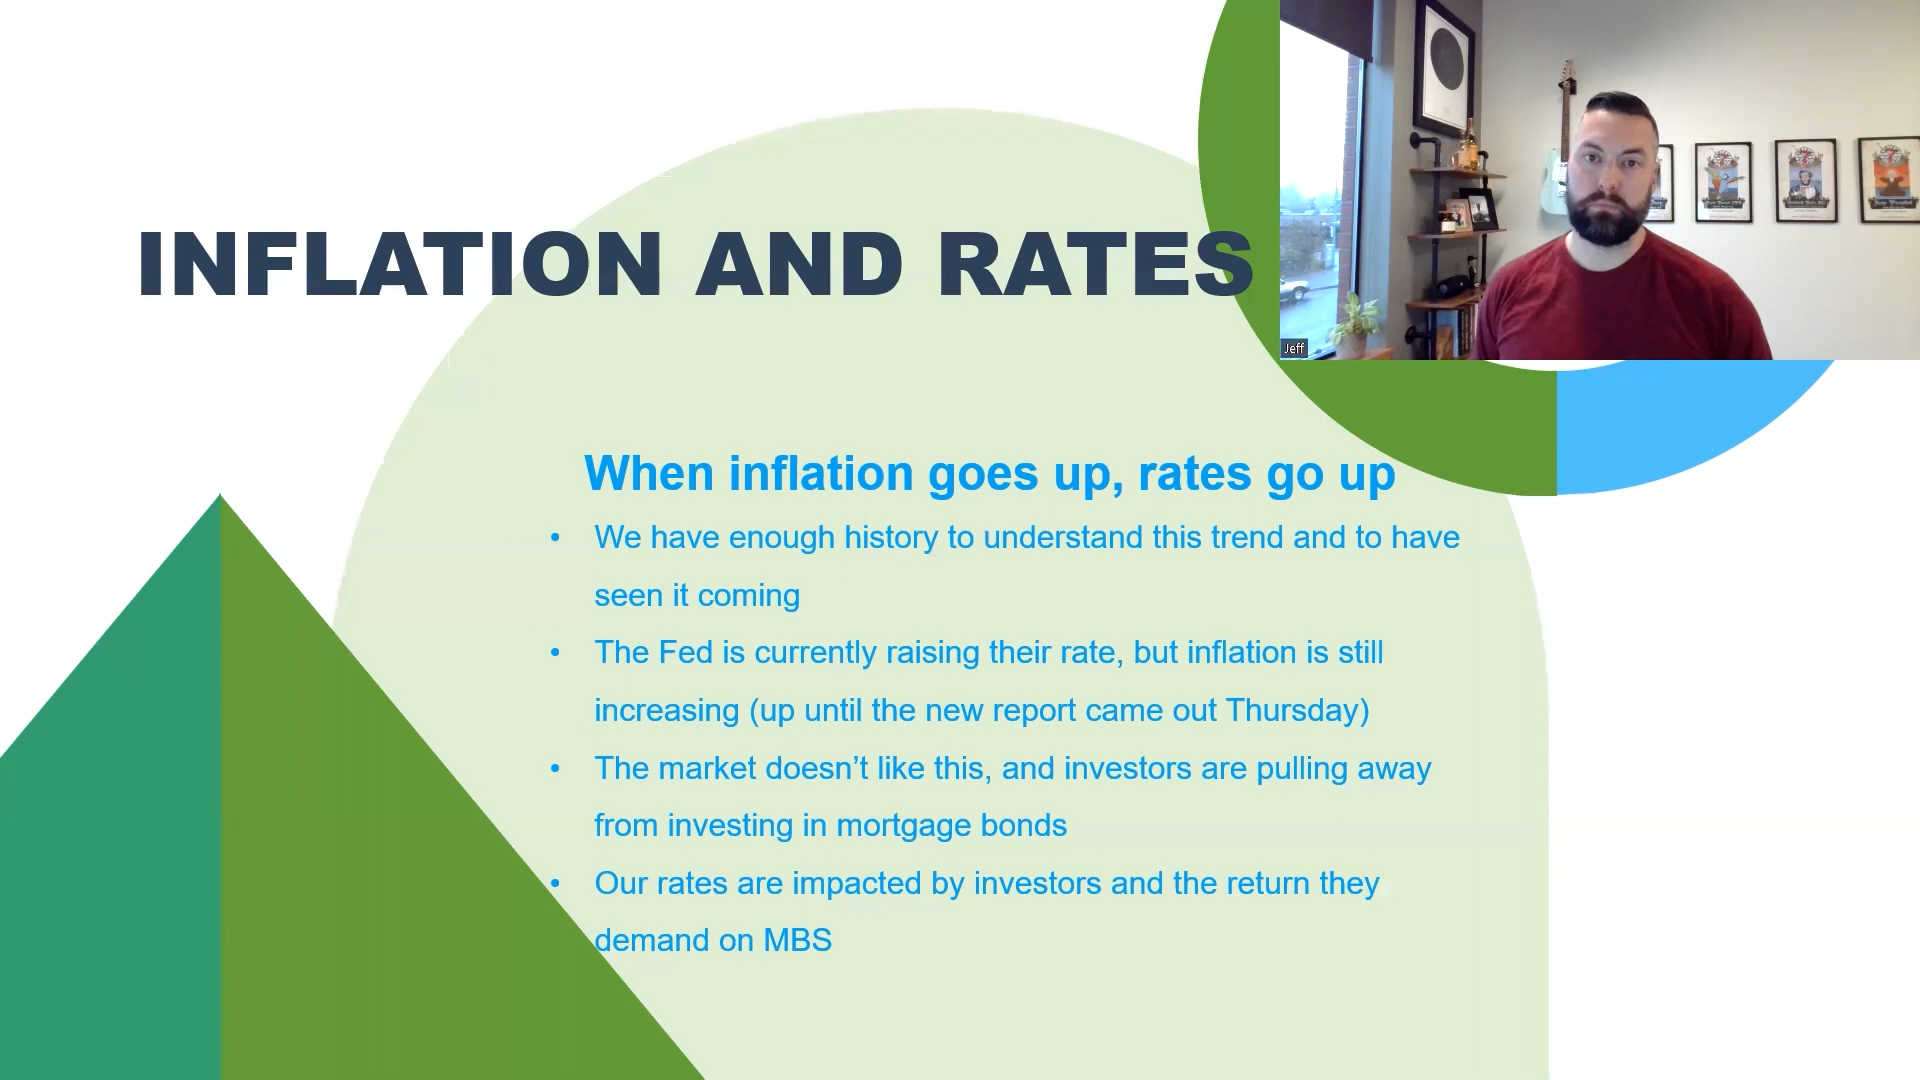 INFLATION AND RATES
Jeff
When inflation goes up, rates go up
• We have enough history to understand this trend and to have
seen it coming
• The Fed is currently raising their rate, but inflation is still
increasing (up until the new report came out Thursday)
• The market doesn’t like this, and investors are pulling away
from investing in mortgage bonds
• Our rates are impacted by investors and the return they
demand on MBS